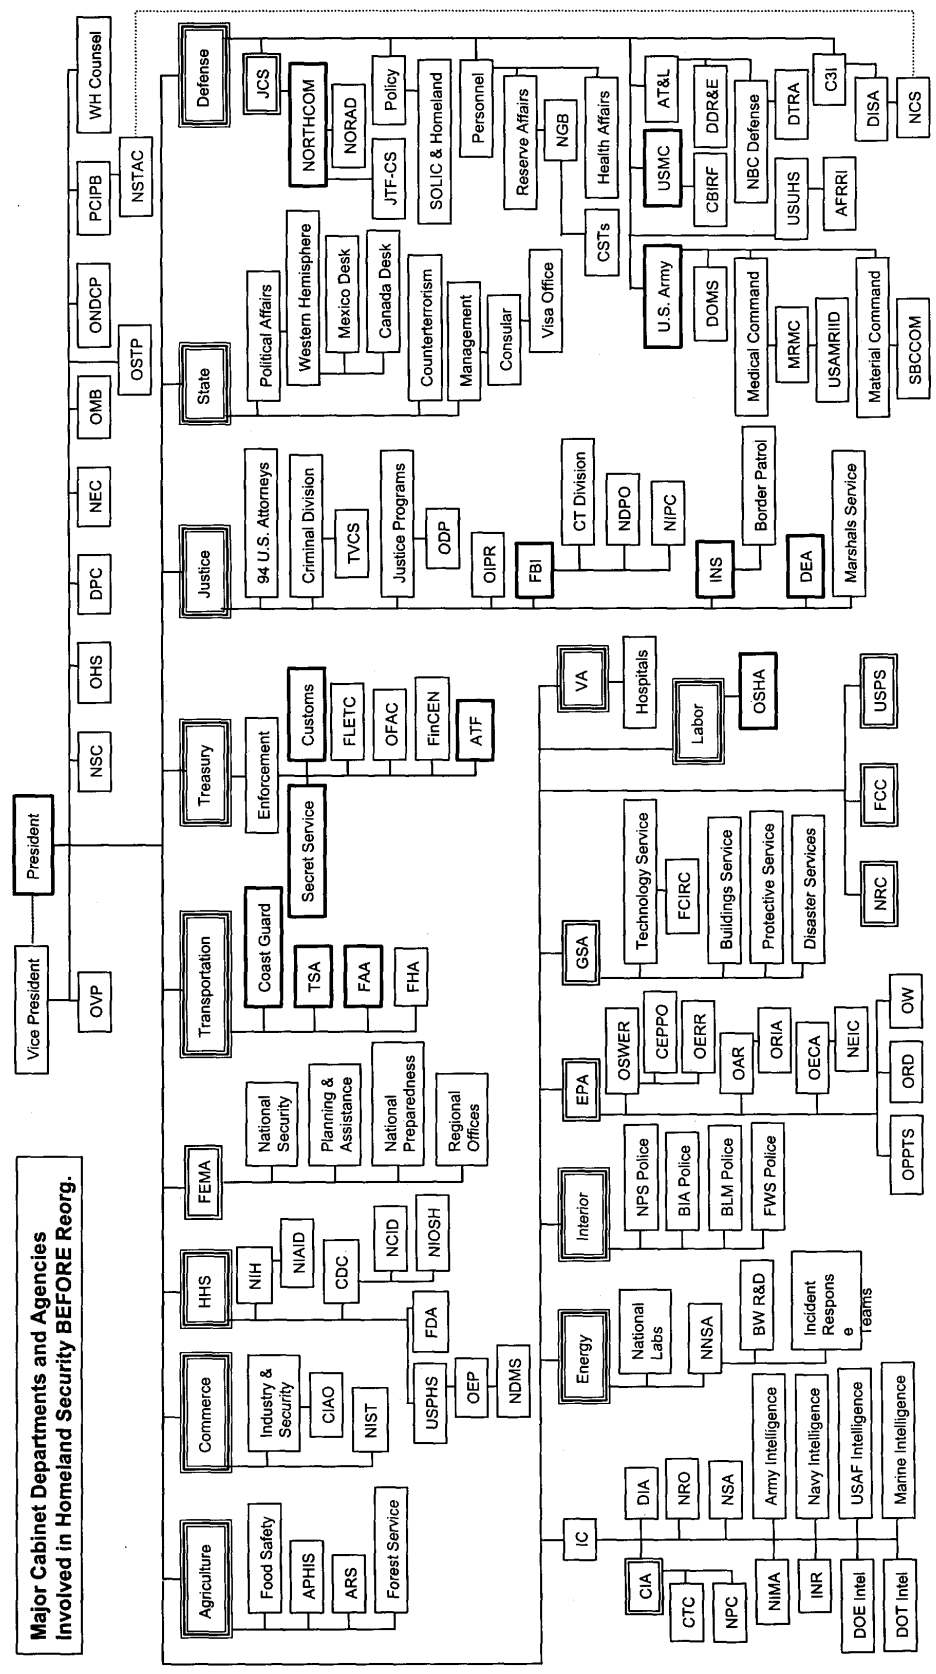 Major Cabinet Departments and Agencies
Involved in Homeland Security BEFORE Reorg.
Vice President
President
OVP
NSC
OHS
DPC
NEC
OMB
ONDCP
PCIPB
WH Counsel
OSTP
NSTAC
Agriculture
Food Safety
APHIS
ARS
Forest Service
Commerce
Industry &
Security
CIAO
NIST
HHS
NIH
NIAID
CDC
NCID
NIOSH
FDA
USPHS
OEP
NDMS
FEMA
National
Security
Planning &
Assistance
National
Preparedness
Regional
Offices
Transportation
Coast Guard
TSA
FAA
FHA
Treasury
Enforcement
Secret Service
Customs
FLETC
OFAC
FinCEN
ATF
Justice
94 U.S. Attorneys
Criminal Division
TVCS
Justice Programs
ODP
OIPR
FBI
CT Division
NDPO
NIPC
INS
Border Patrol
DEA
Marshals Service
State
Political Affairs
Western Hemisphere
Mexico Desk
Canada Desk
Counterterrorism
Management
Consular
Visa Office
Defense
JCS
NORTHCOM
NORAD
JTF-CS
Policy
SOLIC & Homeland
Personnel
Reserve Affairs
NGB
CSTs
Health Affairs
U.S. Army
DOMS
Medical Command
MRMC
USAMRIID
Material Command
SBCCOM
USMC
CBIRF
AT&L
DDR&E
NBC Defense
DTRA
USUHS
AFRRI
C3I
DISA
NCS
IC
CIA
CTC
NPC
DIA
NRO
NSA
NIMA
Army Intelligence
INR
Navy Intelligence
DOE Intel
USAF Intelligence
DOT Intel
Marine Intelligence
Energy
National
Labs
NNSA
BW R&D
Incident
Respons
e
Teams
Interior
NPS Police
BIA Police
BLM Police
FWS Police
EPA
OSWER
CEPPO
OERR
OAR
ORIA
OECA
NEIC
OPPTS
ORD
OW
GSA
Technology Service
FCIRC
Buildings Service
Protective Service
Disaster Services
VA
Hospitals
Labor
OSHA
NRC
FCC
USPS